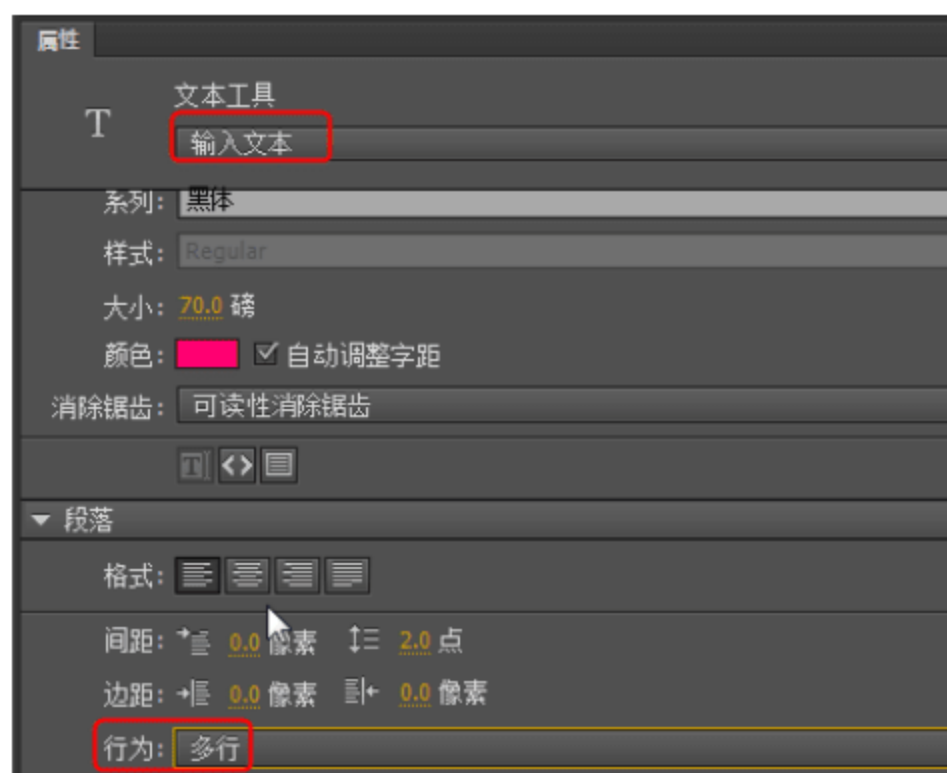 属性
文本工具
T
输入文本
系列: 黑体
样式: Regular
大小: 70.0 磅
颜色: 自动调整字距
消除锯齿: 可读性消除锯齿
T <>
段落
格式:
间距: 0.0 像素 2.0 点
边距: 0.0 像素 0.0 像素
行为: 多行